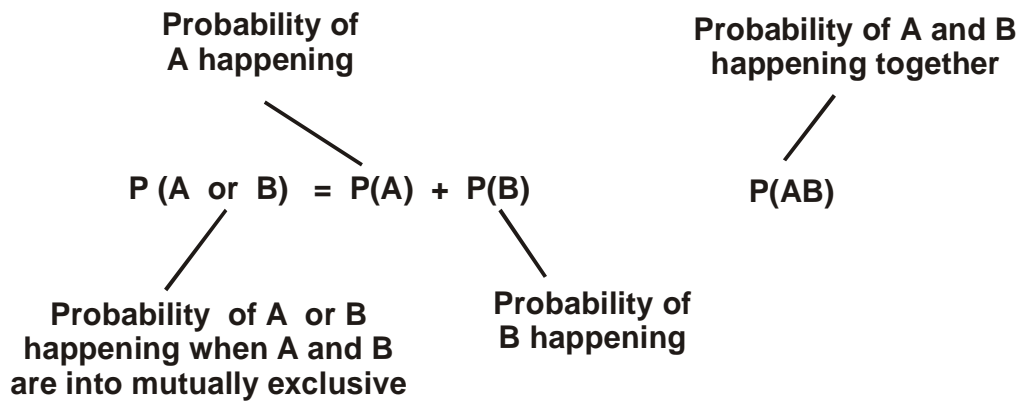 Probability of
A happening
Probability of A and B
happening together
P (A or B) = P(A) + P(B)
P(AB)
Probability of A or B
happening when A and B
are into mutually exclusive
Probability of
B happening